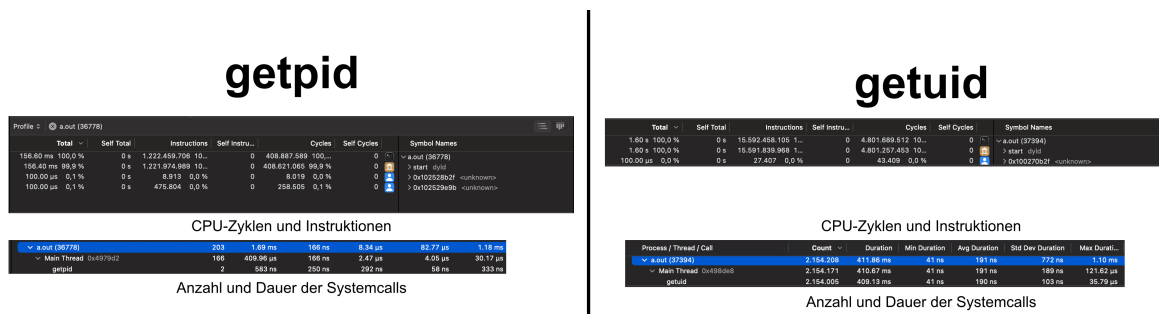 getpid
Profile a.out (36778)
Total Self Total Instructions Self Instru... Cycles Self Cycles Symbol Names
156.60 ms 100,0 % 0 s 1.222.459.706 10... 0 408.887.589 100,... 0 a.out (36778)
156.40 ms 99,9 % 0 s 1.221.974.989 10... 0 408.621.065 99,9 % 0 start dyld
100.00 µs 0,1 % 0 s 8.913 0,0 % 0 8.019 0,0 % 0 0x102528b2f <unknown>
100.00 µs 0,1 % 0 s 475.804 0,0 % 0 258.505 0,1 % 0 0x102529e9b <unknown>
CPU-Zyklen und Instruktionen
a.out (36778) 203 1.69 ms 166 ns 8.34 µs 82.77 µs 1.18 ms
Main Thread 0x4979d2 166 409.96 µs 166 ns 2.47 µs 4.05 µs 30.17 µs
getpid 2 583 ns 250 ns 292 ns 58 ns 333 ns
Anzahl und Dauer der Systemcalls
getuid
Total Self Total Instructions Self Instru... Cycles Self Cycles Symbol Names
1.60 s 100,0 % 0 s 15.592.458.105 1... 0 4.801.689.512 10... 0 a.out (37394)
1.60 s 100,0 % 0 s 15.591.839.968 1... 0 4.801.257.453 10... 0 start dyld
100.00 µs 0,0 % 0 s 27.407 0,0 % 0 43.409 0,0 % 0 0x100270b2f <unknown>
CPU-Zyklen und Instruktionen
Process / Thread / Call Count Duration Min Duration Avg Duration Std Dev Duration Max Durati...
a.out (37394) 2.154.208 411.86 ms 41 ns 191 ns 772 ns 1.10 ms
Main Thread 0x498de8 2.154.171 410.67 ms 41 ns 191 ns 189 ns 121.62 µs
getuid 2.154.005 409.13 ms 41 ns 190 ns 103 ns 35.79 µs
Anzahl und Dauer der Systemcalls